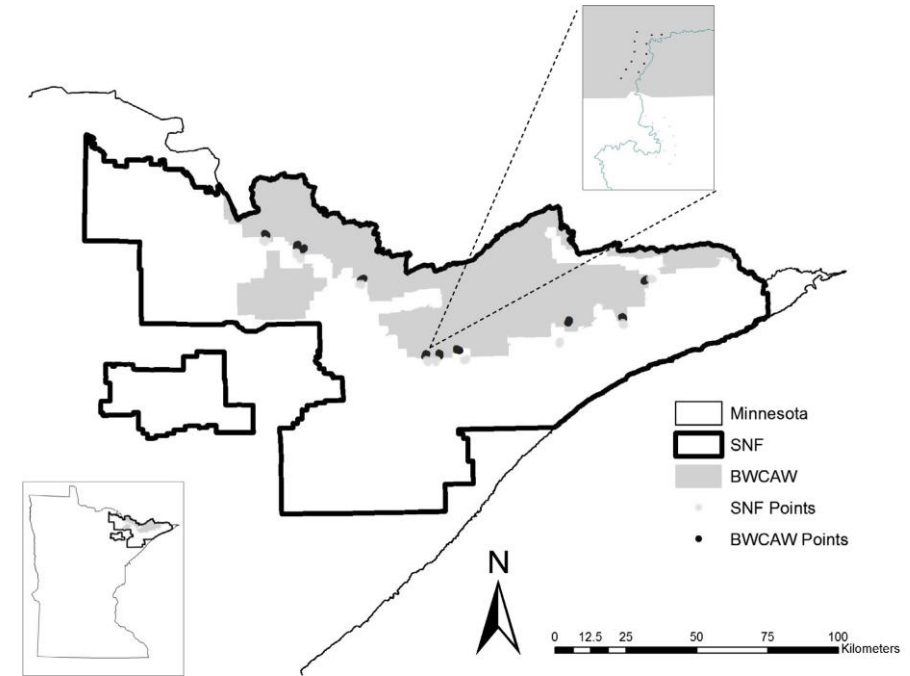 Minnesota
SNF
BWCAW
SNF Points
BWCAW Points
N
0 12.5 25 50 75 100
Kilometers